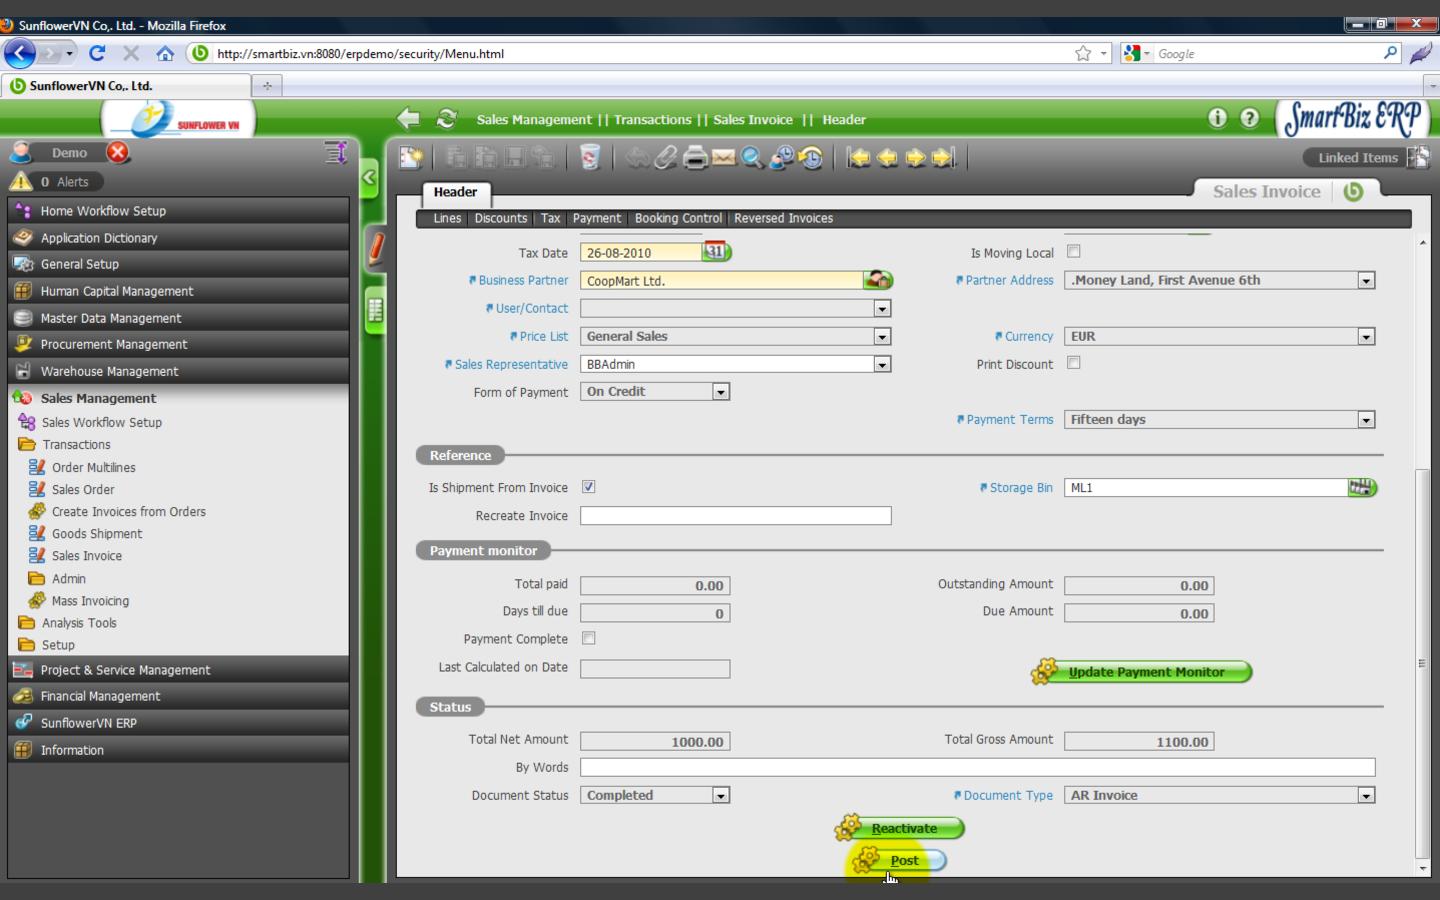 SunflowerVN Co,. Ltd. - Mozilla Firefox
http://smartbiz.vn:8080/erpdemo/security/Menu.html
Google
SunflowerVN Co,. Ltd.
SUNFLOWER VN
Sales Management || Transactions || Sales Invoice || Header
SmartBiz ERP
Demo
Linked Items
0 Alerts
Header
Sales Invoice
Lines | Discounts | Tax | Payment | Booking Control | Reversed Invoices
Home Workflow Setup
Application Dictionary
General Setup
Human Capital Management
Master Data Management
Procurement Management
Warehouse Management
Sales Management
Sales Workflow Setup
Transactions
Order Multilines
Sales Order
Create Invoices from Orders
Goods Shipment
Sales Invoice
Admin
Mass Invoicing
Analysis Tools
Setup
Project & Service Management
Financial Management
SunflowerVN ERP
Information
Tax Date 26-08-2010 31 Is Moving Local
Business Partner CoopMart Ltd. Partner Address .Money Land, First Avenue 6th
User/Contact
Price List General Sales Currency EUR
Sales Representative BBAdmin Print Discount
Form of Payment On Credit
Payment Terms Fifteen days
Reference
Is Shipment From Invoice Storage Bin ML1
Recreate Invoice
Payment monitor
Total paid 0.00 Outstanding Amount 0.00
Days till due 0 Due Amount 0.00
Payment Complete
Last Calculated on Date Update Payment Monitor
Status
Total Net Amount 1000.00 Total Gross Amount 1100.00
By Words
Document Status Completed Document Type AR Invoice
Reactivate
Post